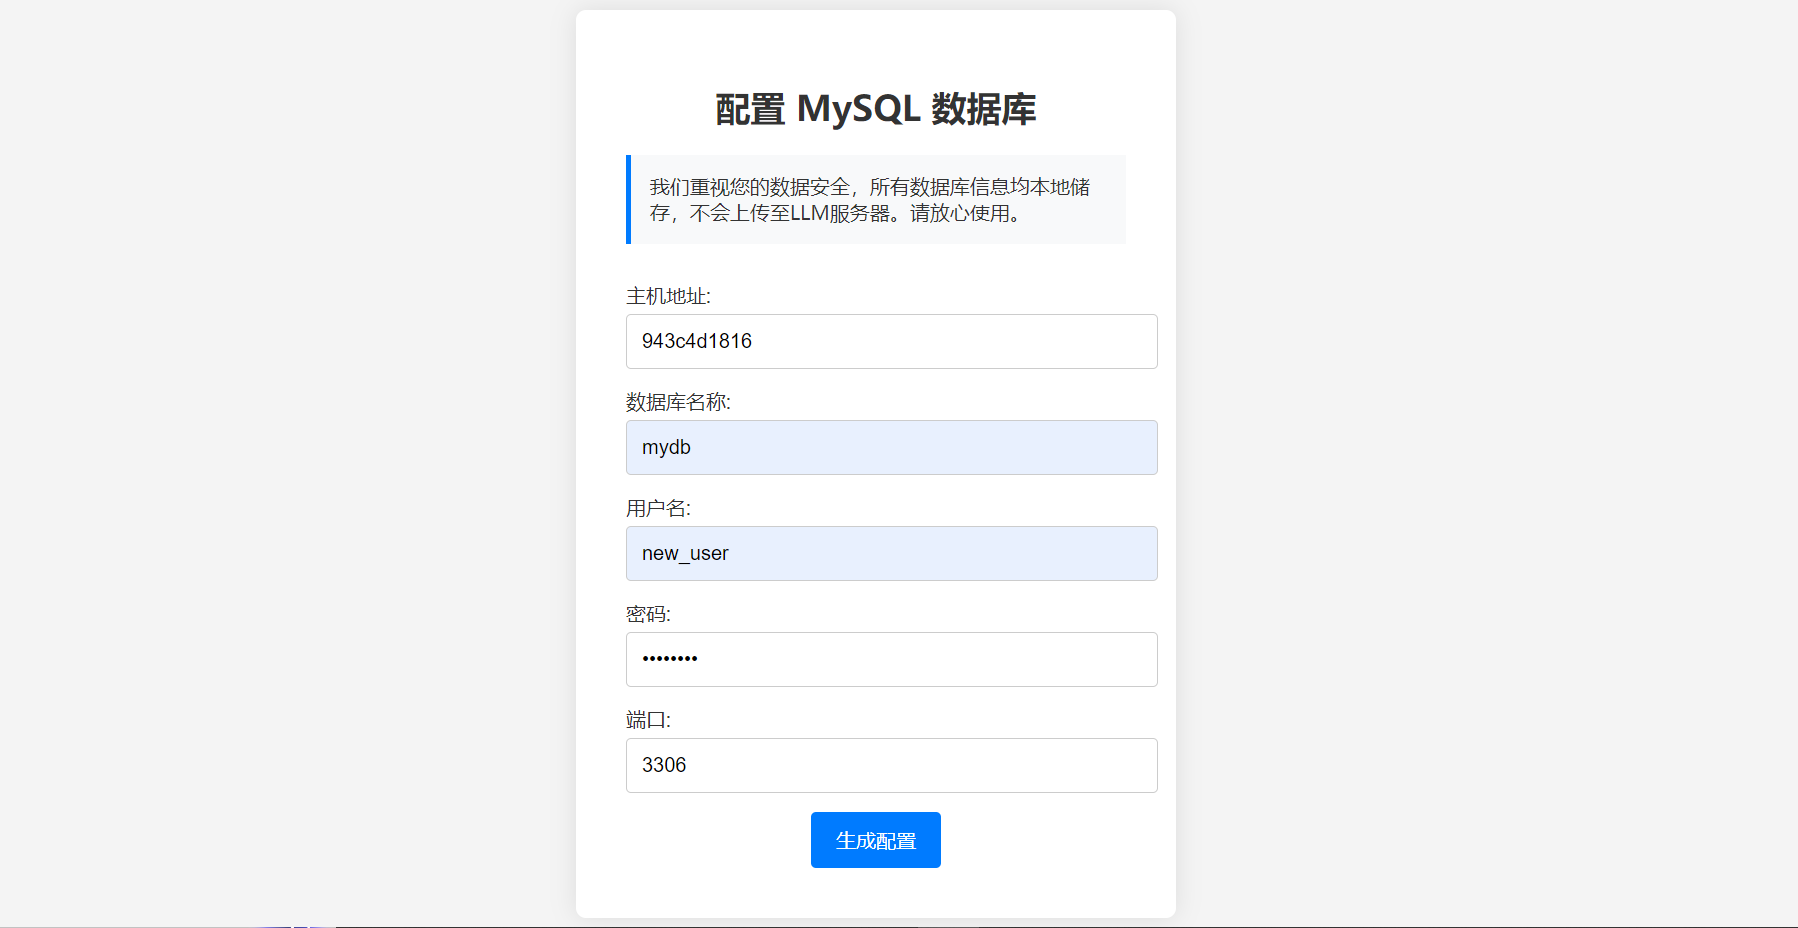 配置 MySQL 数据库
我们重视您的数据安全，所有数据库信息均本地储
存，不会上传至LLM服务器。请放心使用。
主机地址:
943c4d1816
数据库名称:
mydb
用户名:
new_user
密码:
••••••••
端口:
3306
生成配置